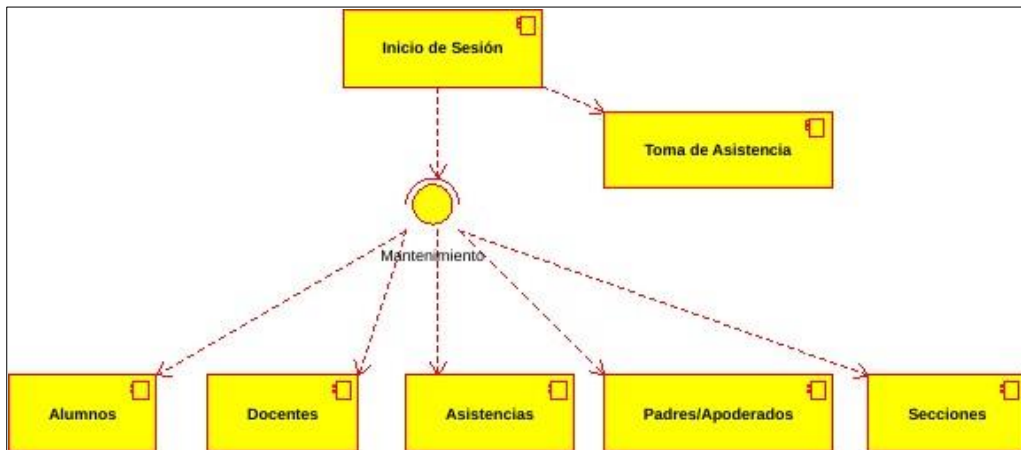 Inicio de Sesión
Toma de Asistencia
Mantenimiento
Alumnos
Docentes
Asistencias
Padres/Apoderados
Secciones